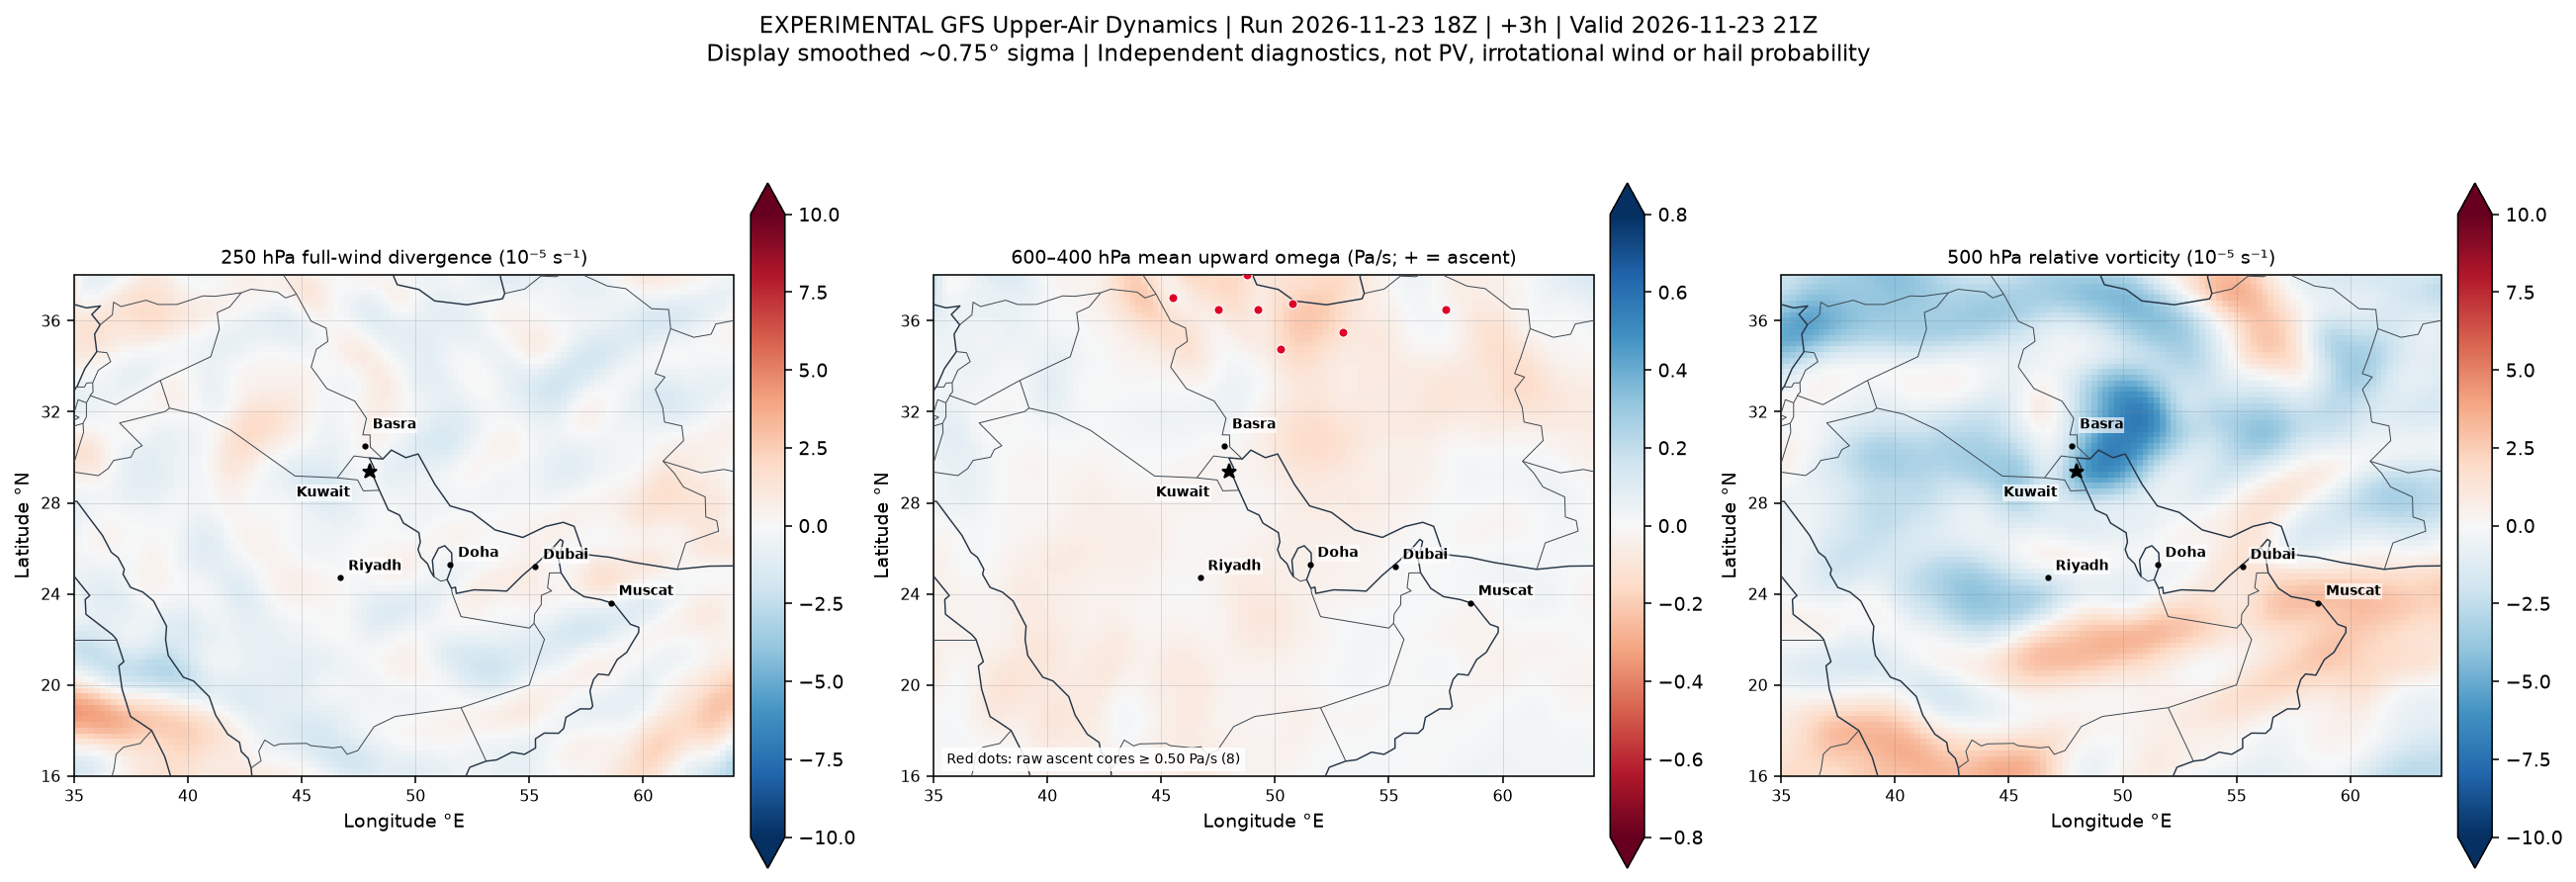 EXPERIMENTAL GFS Upper-Air Dynamics | Run 2026-11-23 18Z | +3h | Valid 2026-11-23 21Z
Display smoothed ~0.75° sigma | Independent diagnostics, not PV, irrotational wind or hail probability
250 hPa full-wind divergence (10⁻⁵ s⁻¹)
Latitude °N
36
32
28
24
20
16
Basra
Kuwait
Riyadh
Doha
Dubai
Muscat
35
40
45
50
55
60
Longitude °E
10.0
7.5
5.0
2.5
0.0
−2.5
−5.0
−7.5
−10.0
600–400 hPa mean upward omega (Pa/s; + = ascent)
Latitude °N
36
32
28
24
20
16
Basra
Kuwait
Riyadh
Doha
Dubai
Muscat
Red dots: raw ascent cores ≥ 0.50 Pa/s (8)
35
40
45
50
55
60
Longitude °E
0.8
0.6
0.4
0.2
0.0
−0.2
−0.4
−0.6
−0.8
500 hPa relative vorticity (10⁻⁵ s⁻¹)
Latitude °N
36
32
28
24
20
16
Basra
Kuwait
Riyadh
Doha
Dubai
Muscat
35
40
45
50
55
60
Longitude °E
10.0
7.5
5.0
2.5
0.0
−2.5
−5.0
−7.5
−10.0